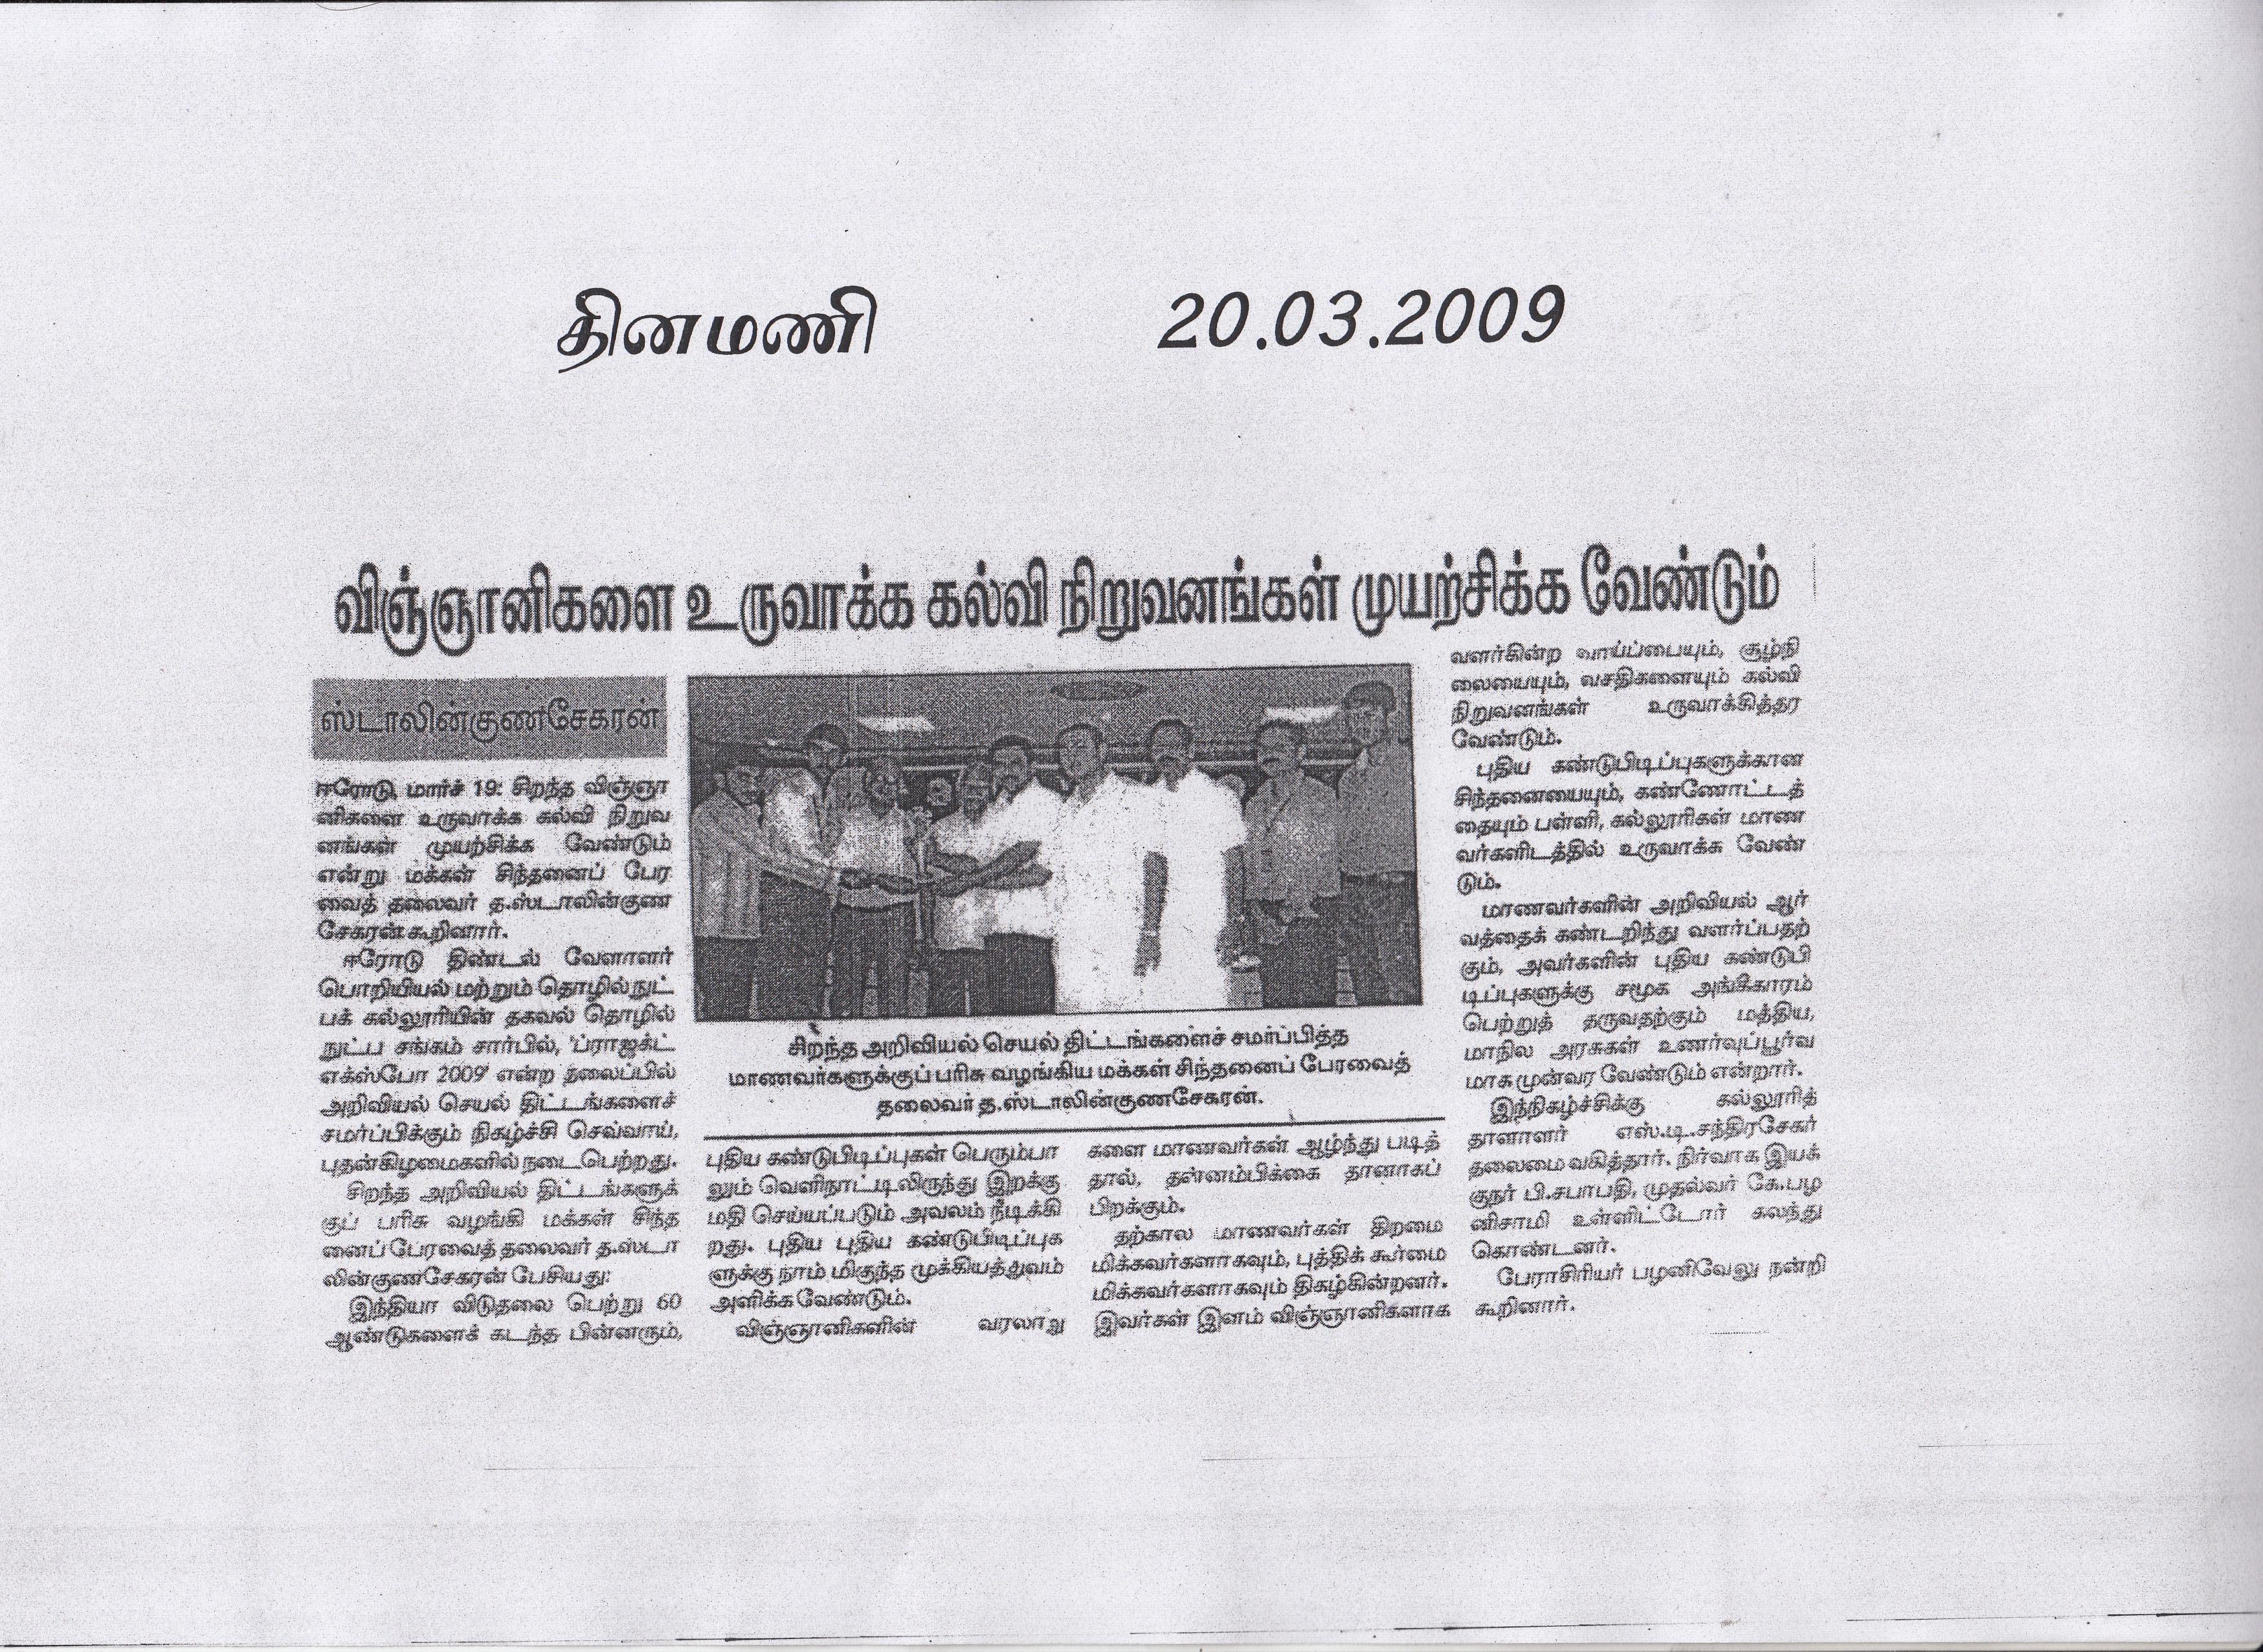 தினமணி
20.03.2009
விஞ்ஞானிகளை உருவாக்க கல்வி நிறுவனங்கள் முயற்சிக்க வேண்டும்
ஸ்டாலின்குணசேகரன்
ஈரோடு, மார்ச் 19: சிறந்த விஞ்ஞா
னிகளை உருவாக்க கல்வி நிறுவ
னங்கள் முயற்சிக்க வேண்டும்
என்று மக்கள் சிந்தனைப் பேர
வைத் தலைவர் த.ஸ்டாலின்குண
சேகரன் கூறினார்.
ஈரோடு திண்டல் வேளாளர்
பொறியியல் மற்றும் தொழில்நுட்
பக் கல்லூரியின் தகவல் தொழில்
நுட்ப சங்கம் சார்பில், 'ப்ராஜக்ட்
எக்ஸ்போ 2009' என்ற தலைப்பில்
அறிவியல் செயல் திட்டங்களைச்
சமர்ப்பிக்கும் நிகழ்ச்சி செவ்வாய்,
புதன்கிழமைகளில் நடைபெற்றது.
சிறந்த அறிவியல் திட்டங்களுக்
குப் பரிசு வழங்கி மக்கள் சிந்த
னைப் பேரவைத் தலைவர் த.ஸ்டா
லின்குணசேகரன் பேசியது:
இந்தியா விடுதலை பெற்று 60
ஆண்டுகளைக் கடந்த பின்னரும்,
சிறந்த அறிவியல் செயல் திட்டங்களைச் சமர்ப்பித்த
மாணவர்களுக்குப் பரிசு வழங்கிய மக்கள் சிந்தனைப் பேரவைத்
தலைவர் த.ஸ்டாலின்குணசேகரன்.
புதிய கண்டுபிடிப்புகள் பெரும்பா
லும் வெளிநாட்டிலிருந்து இறக்கு
மதி செய்யப்படும் அவலம் நீடிக்கி
றது. புதிய புதிய கண்டுபிடிப்புக
ளுக்கு நாம் மிகுந்த முக்கியத்துவம்
அளிக்க வேண்டும்.
விஞ்ஞானிகளின் வரலாறு
களை மாணவர்கள் ஆழ்ந்து படித்
தால், தன்னம்பிக்கை தானாகப்
பிறக்கும்.
தற்கால மாணவர்கள் திறமை
மிக்கவர்களாகவும், புத்திக் கூர்மை
மிக்கவர்களாகவும் திகழ்கின்றனர்.
இவர்கள் இளம் விஞ்ஞானிகளாக
வளர்கின்ற வாய்ப்பையும், சூழ்நி
லையையும், வசதிகளையும் கல்வி
நிறுவனங்கள் உருவாக்கித்தர
வேண்டும்.
புதிய கண்டுபிடிப்புகளுக்கான
சிந்தனையையும், கண்ணோட்டத்
தையும் பள்ளி, கல்லூரிகள் மாண
வர்களிடத்தில் உருவாக்க வேண்
டும்.
மாணவர்களின் அறிவியல் ஆர்
வத்தைக் கண்டறிந்து வளர்ப்பதற்
கும், அவர்களின் புதிய கண்டுபி
டிப்புகளுக்கு சமூக அங்கீகாரம்
பெற்றுத் தருவதற்கும் மத்திய,
மாநில அரசுகள் உணர்வுப்பூர்வ
மாக முன்வர வேண்டும் என்றார்.
இந்நிகழ்ச்சிக்கு கல்லூரித்
தாளாளர் எஸ்.டி.சந்திரசேகர்
தலைமை வகித்தார். நிர்வாக இயக்
குநர் பி.சபாபதி, முதல்வர் கே.பழ
னிசாமி உள்ளிட்டோர் கலந்து
கொண்டனர்.
பேராசிரியர் பழனிவேலு நன்றி
கூறினார்.